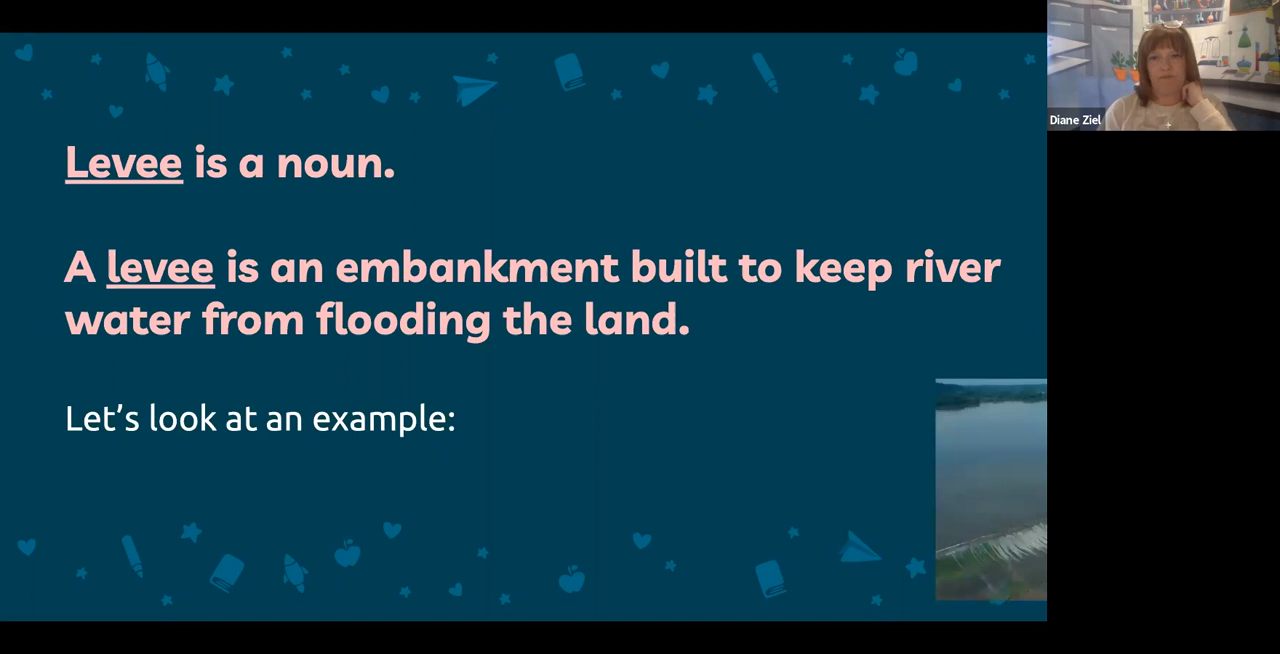 Levee is a noun.
A levee is an embankment built to keep river
water from flooding the land.
Let’s look at an example:
Diane Ziel